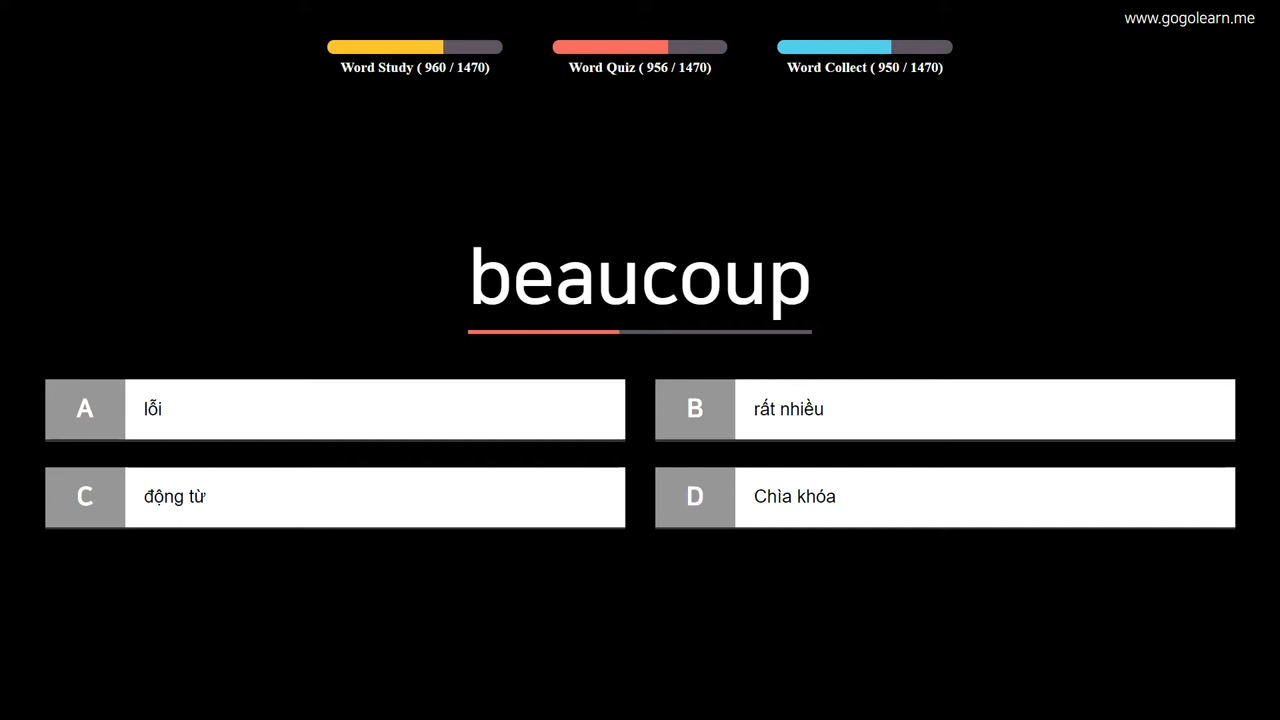 www.gogolearn.me
Word Study ( 960 / 1470)
Word Quiz ( 956 / 1470)
Word Collect ( 950 / 1470)
beaucoup
A lỗi
B rất nhiều
C động từ
D Chìa khóa